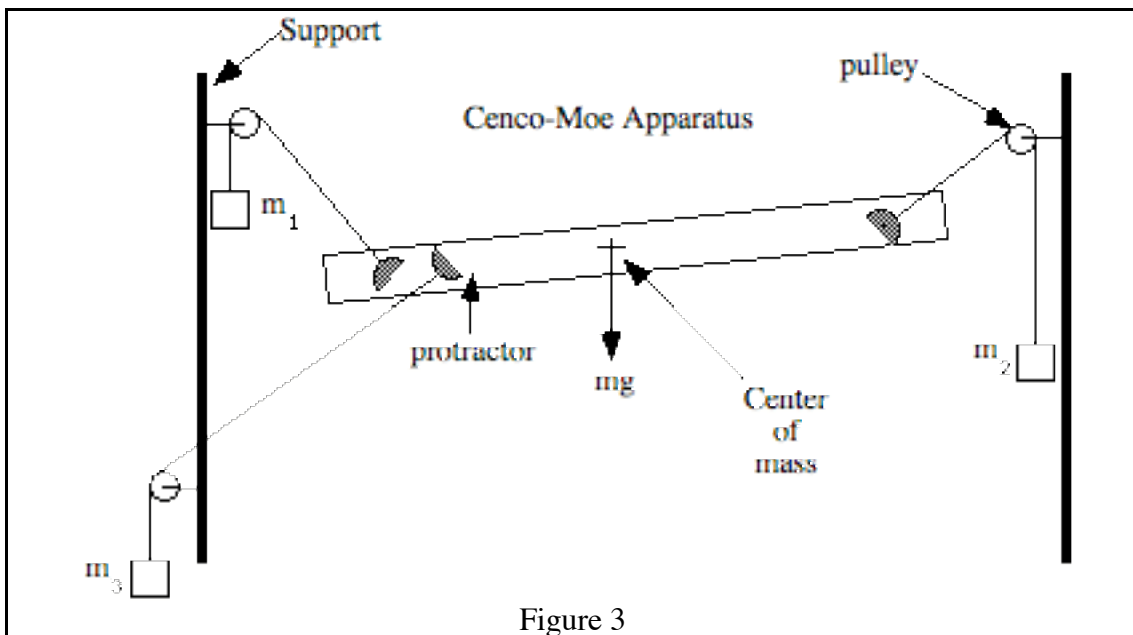 Support
pulley
Cenco-Moe Apparatus
m1
protractor
mg
Center
of
mass
m2
m3
Figure 3